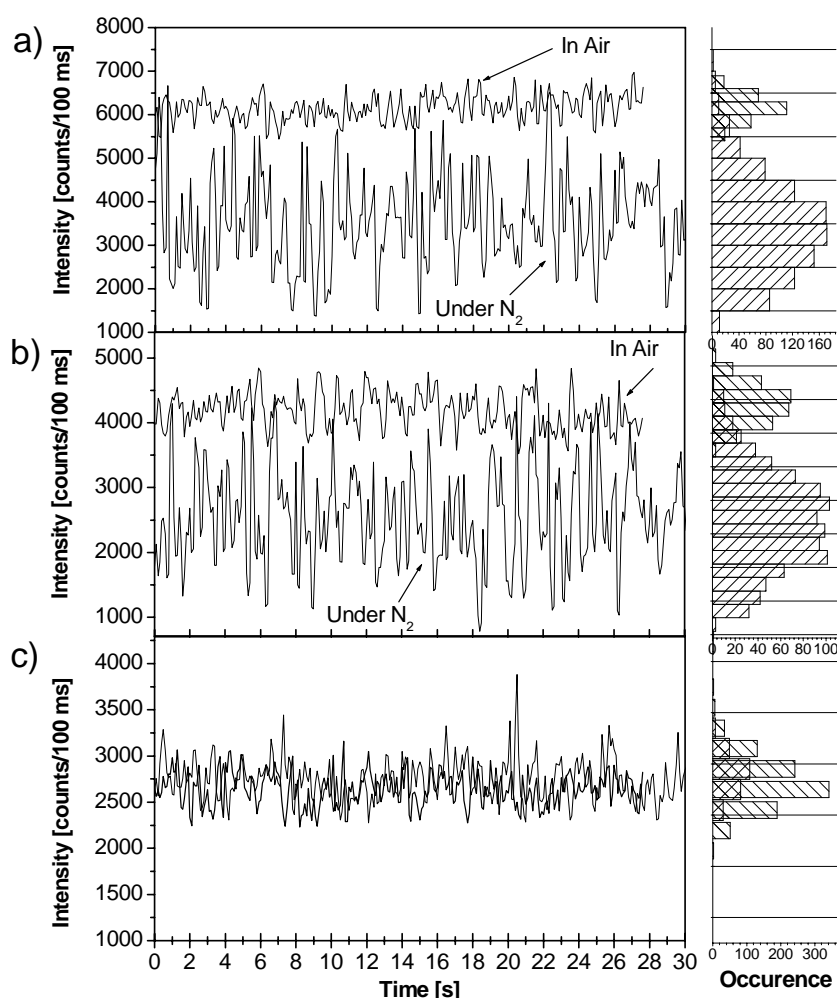 a)
8000
7000
6000
5000
4000
3000
2000
1000
Intensity [counts/100 ms]
In Air
Under N2
0 40 80 120 160
b)
5000
4000
3000
2000
1000
Intensity [counts/100 ms]
In Air
Under N2
0 20 40 60 80 100
c)
4000
3500
3000
2500
2000
1500
1000
Intensity [counts/100 ms]
0 2 4 6 8 10 12 14 16 18 20 22 24 26 28 30
Time [s]
0 100 200 300
Occurence